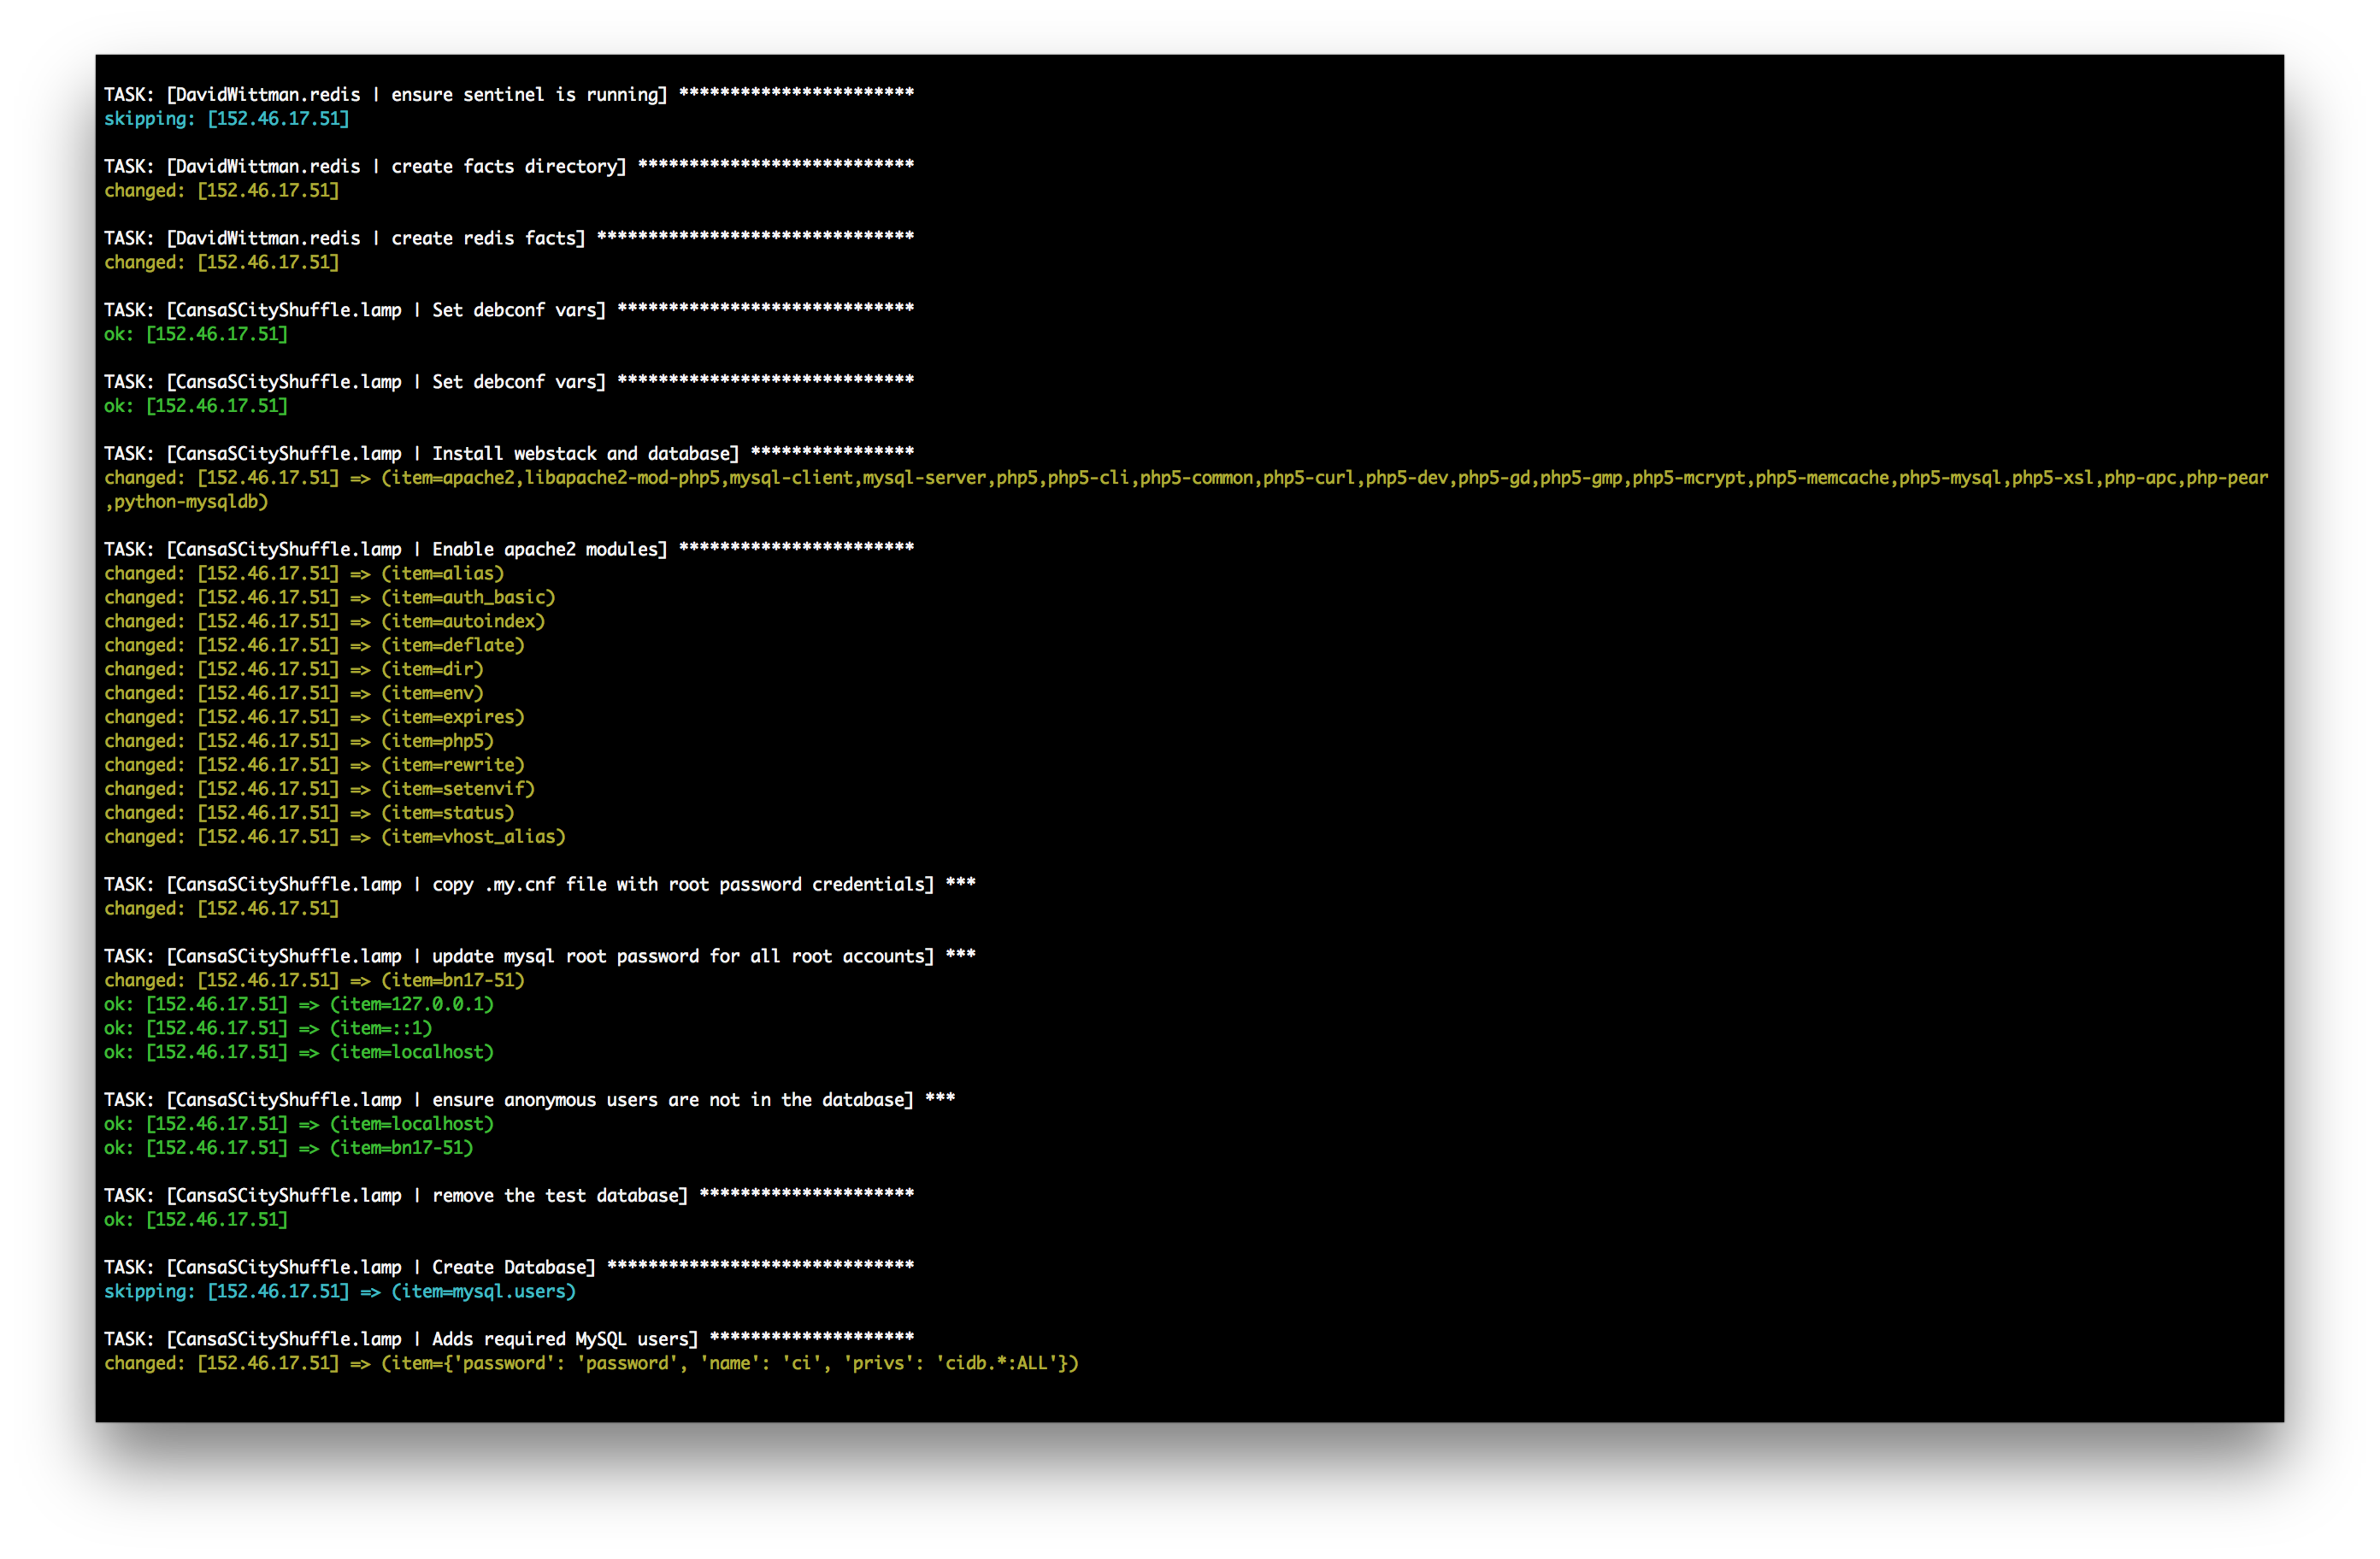 TASK: [DavidWittman.redis | ensure sentinel is running] ***********************
skipping: [152.46.17.51]
TASK: [DavidWittman.redis | create facts directory] ***************************
changed: [152.46.17.51]
TASK: [DavidWittman.redis | create redis facts] *******************************
changed: [152.46.17.51]
TASK: [CansaSCityShuffle.lamp | Set debconf vars] *****************************
ok: [152.46.17.51]
TASK: [CansaSCityShuffle.lamp | Set debconf vars] *****************************
ok: [152.46.17.51]
TASK: [CansaSCityShuffle.lamp | Install webstack and database] ****************
changed: [152.46.17.51] => (item=apache2,libapache2-mod-php5,mysql-client,mysql-server,php5,php5-cli,php5-common,php5-curl,php5-dev,php5-gd,php5-gmp,php5-mcrypt,php5-memcache,php5-mysql,php5-xsl,php-apc,php-pear
,python-mysqldb)
TASK: [CansaSCityShuffle.lamp | Enable apache2 modules] ***********************
changed: [152.46.17.51] => (item=alias)
changed: [152.46.17.51] => (item=auth_basic)
changed: [152.46.17.51] => (item=autoindex)
changed: [152.46.17.51] => (item=deflate)
changed: [152.46.17.51] => (item=dir)
changed: [152.46.17.51] => (item=env)
changed: [152.46.17.51] => (item=expires)
changed: [152.46.17.51] => (item=php5)
changed: [152.46.17.51] => (item=rewrite)
changed: [152.46.17.51] => (item=setenvif)
changed: [152.46.17.51] => (item=status)
changed: [152.46.17.51] => (item=vhost_alias)
TASK: [CansaSCityShuffle.lamp | copy .my.cnf file with root password credentials] ***
changed: [152.46.17.51]
TASK: [CansaSCityShuffle.lamp | update mysql root password for all root accounts] ***
changed: [152.46.17.51] => (item=bn17-51)
ok: [152.46.17.51] => (item=127.0.0.1)
ok: [152.46.17.51] => (item=::1)
ok: [152.46.17.51] => (item=localhost)
TASK: [CansaSCityShuffle.lamp | ensure anonymous users are not in the database] ***
ok: [152.46.17.51] => (item=localhost)
ok: [152.46.17.51] => (item=bn17-51)
TASK: [CansaSCityShuffle.lamp | remove the test database] *********************
ok: [152.46.17.51]
TASK: [CansaSCityShuffle.lamp | Create Database] ******************************
skipping: [152.46.17.51] => (item=mysql.users)
TASK: [CansaSCityShuffle.lamp | Adds required MySQL users] ********************
changed: [152.46.17.51] => (item={'password': 'password', 'name': 'ci', 'privs': 'cidb.*:ALL'})